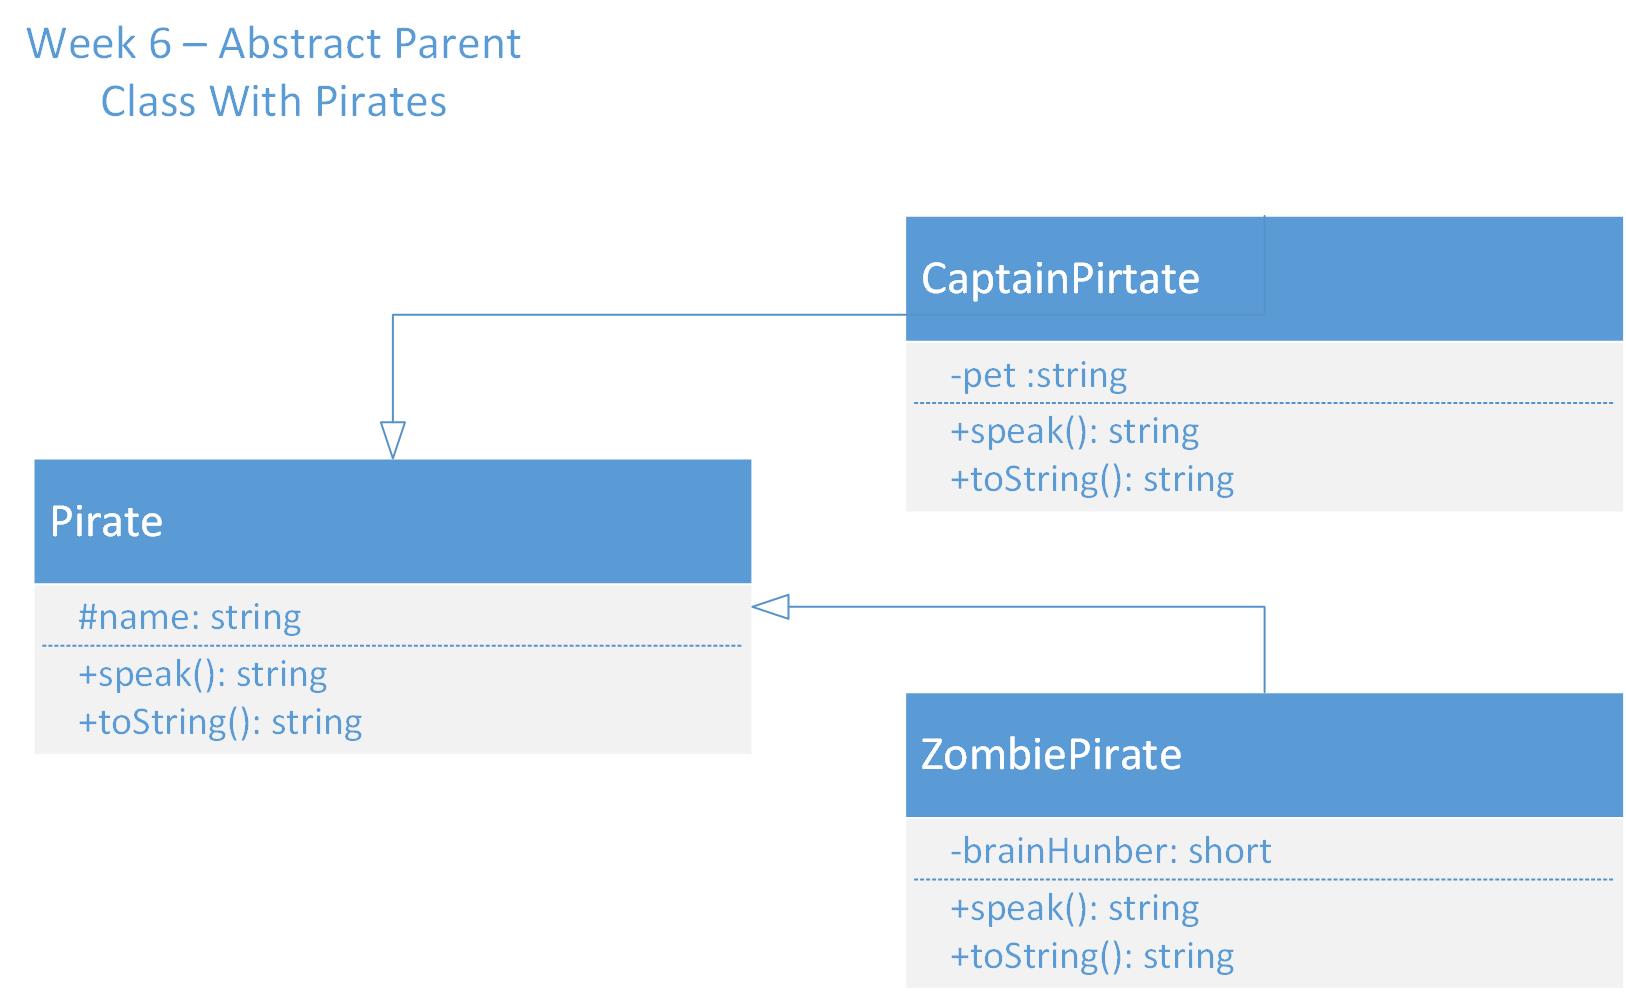 Week 6 – Abstract Parent
Class With Pirates
CaptainPirtate
-pet :string
+speak(): string
+toString(): string
Pirate
#name: string
+speak(): string
+toString(): string
ZombiePirate
-brainHunber: short
+speak(): string
+toString(): string